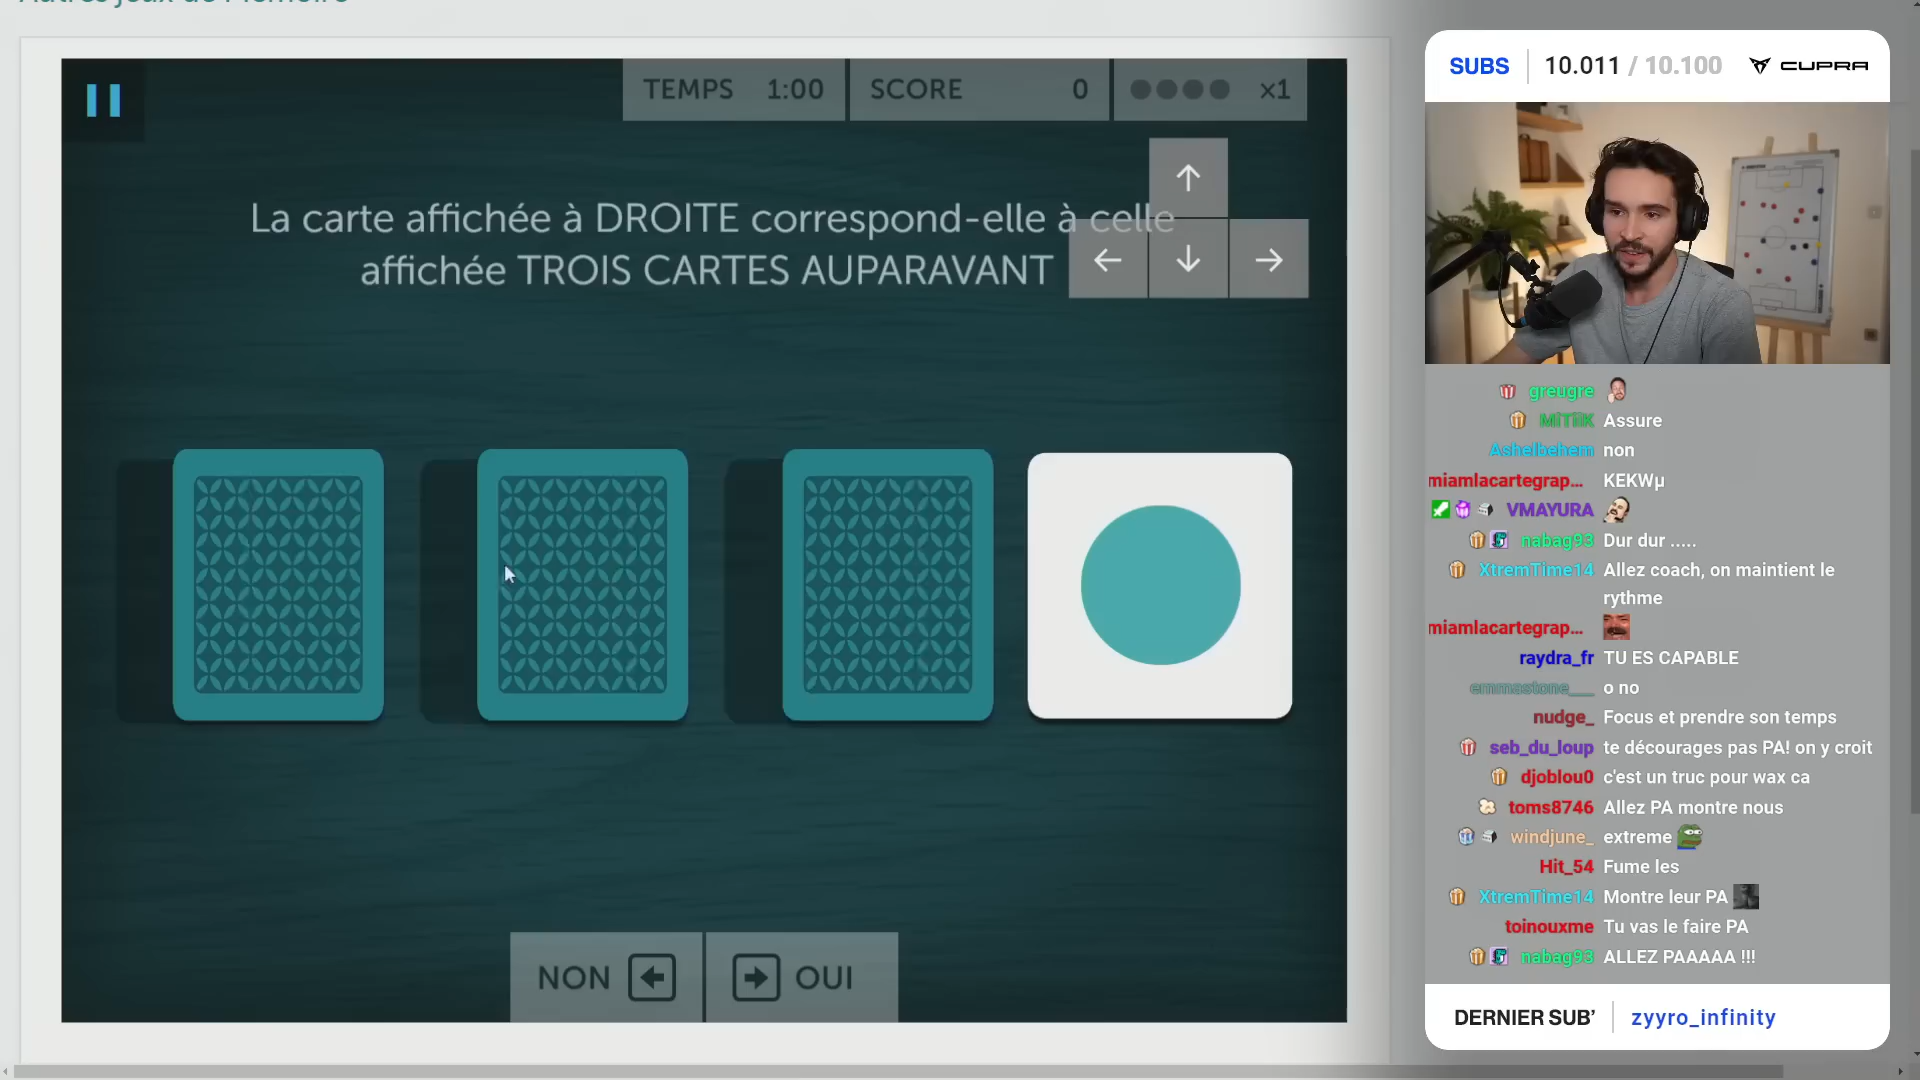 Autres jeux de Mémoire
TEMPS 1:00
SCORE 0
x1
La carte affichée à DROITE correspond-elle à celle
affichée TROIS CARTES AUPARAVANT
NON
OUI
SUBS 10.011 / 10.100 CUPRA
greugre
MiTiiK Assure
Ashelbehem non
miamlacartegrap... KEKWµ
VMAYURA
nabag93 Dur dur .....
XtremTime14 Allez coach, on maintient le
rythme
miamlacartegrap...
raydra_fr TU ES CAPABLE
emmastone___ o no
nudge_ Focus et prendre son temps
seb_du_loup te décourages pas PA! on y croit
djoblou0 c'est un truc pour wax ca
toms8746 Allez PA montre nous
windjune_ extreme
Hit_54 Fume les
XtremTime14 Montre leur PA
toinouxme Tu vas le faire PA
nabag93 ALLEZ PAAAAA !!!
DERNIER SUB' zyyro_infinity